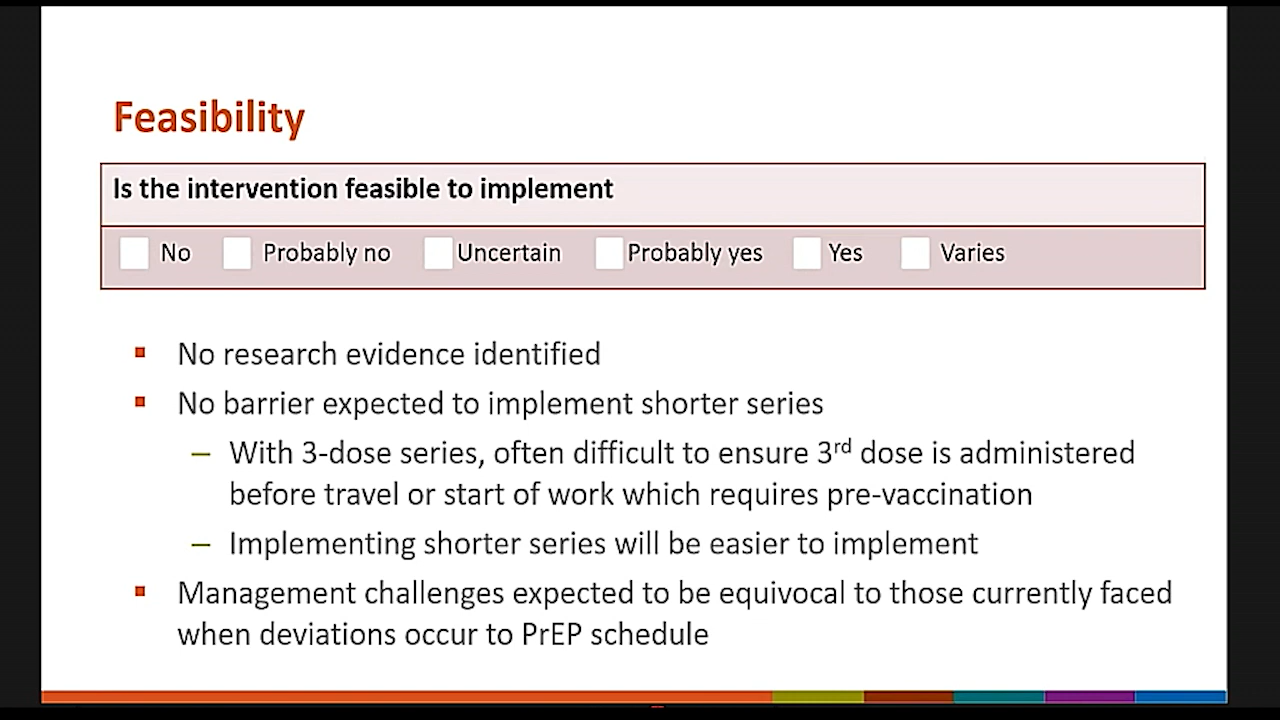 Feasibility
Is the intervention feasible to implement
No Probably no Uncertain Probably yes Yes Varies
No research evidence identified
No barrier expected to implement shorter series
– With 3-dose series, often difficult to ensure 3rd dose is administered
before travel or start of work which requires pre-vaccination
– Implementing shorter series will be easier to implement
Management challenges expected to be equivocal to those currently faced
when deviations occur to PrEP schedule